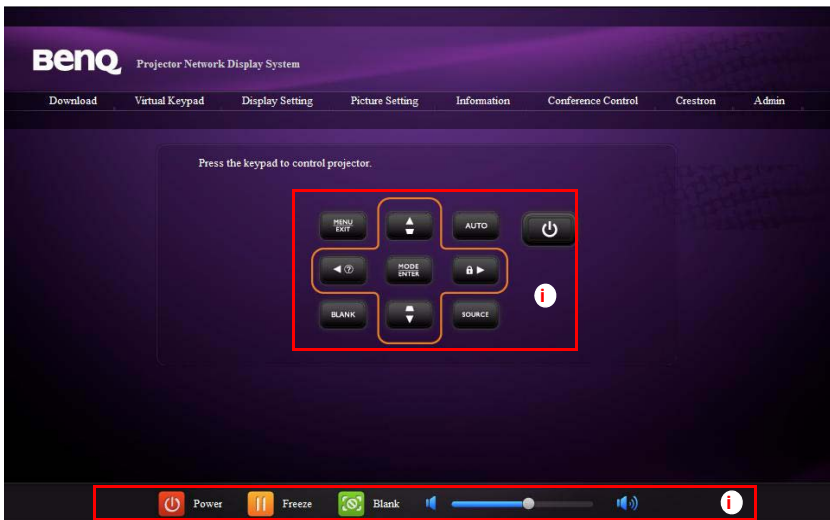 BenQ Projector Network Display System
Download Virtual Keypad Display Setting Picture Setting Information Conference Control Crestron Admin
Press the keypad to control projector.
MENU
EXIT
AUTO
?
MODE
ENTER
BLANK
SOURCE
i
Power Freeze Blank i